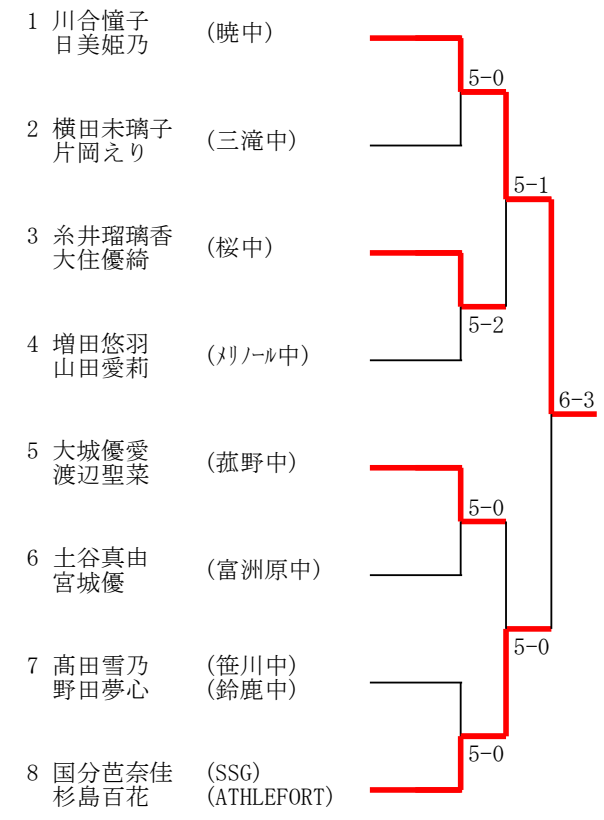 1 川合憧子 (暁中)
日美姫乃
5-0
2 横田未璃子 (三滝中)
片岡えり
5-1
3 糸井瑠璃香 (桜中)
大住優綺
5-2
4 増田悠羽 (ﾒﾘﾉｰﾙ中)
山田愛莉
6-3
5 大城優愛 (菰野中)
渡辺聖菜
5-0
6 土谷真由 (富洲原中)
宮城優
5-0
7 髙田雪乃 (笹川中)
野田夢心 (鈴鹿中)
5-0
8 国分芭奈佳 (SSG)
杉島百花 (ATHLEFORT)